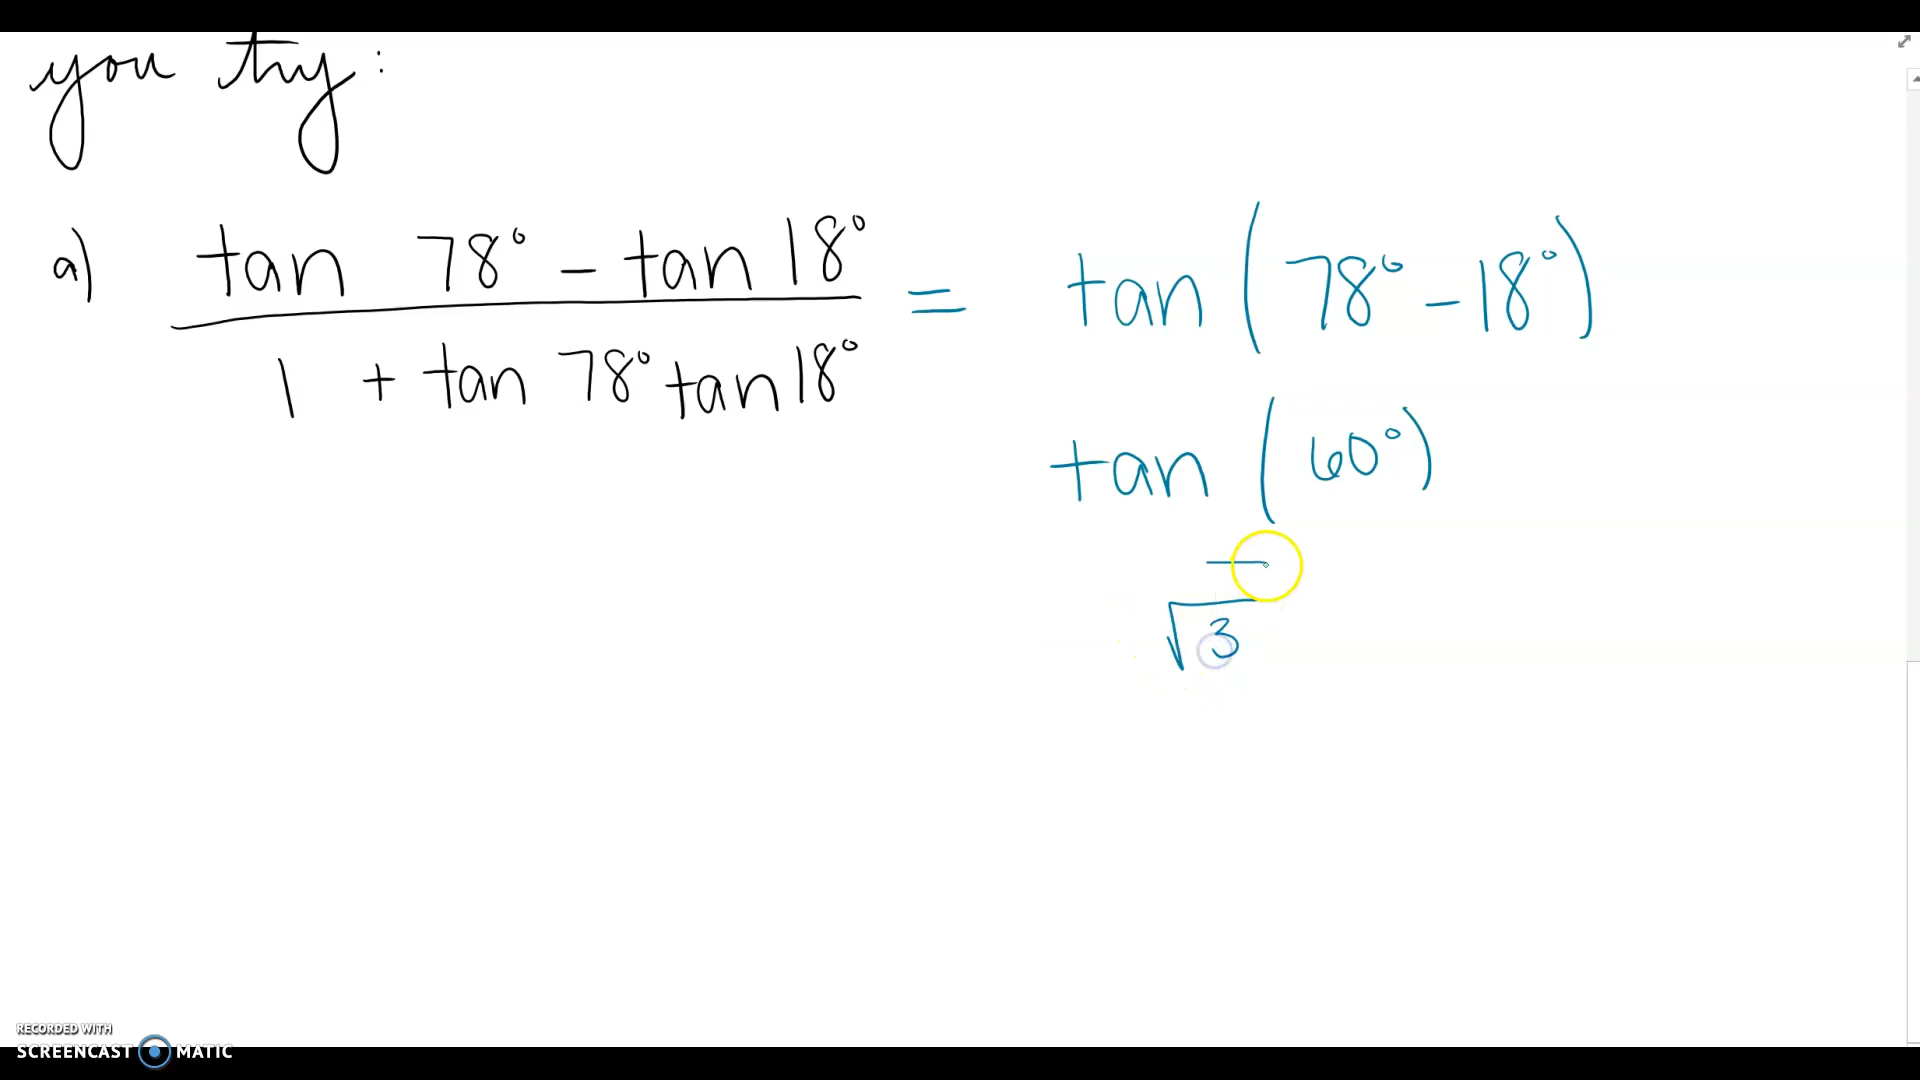 you try:
a) tan 78° - tan 18° / 1 + tan 78° tan 18° = tan (78° - 18°)
tan (60°)
√3
RECORDED WITH
SCREENCAST MATIC